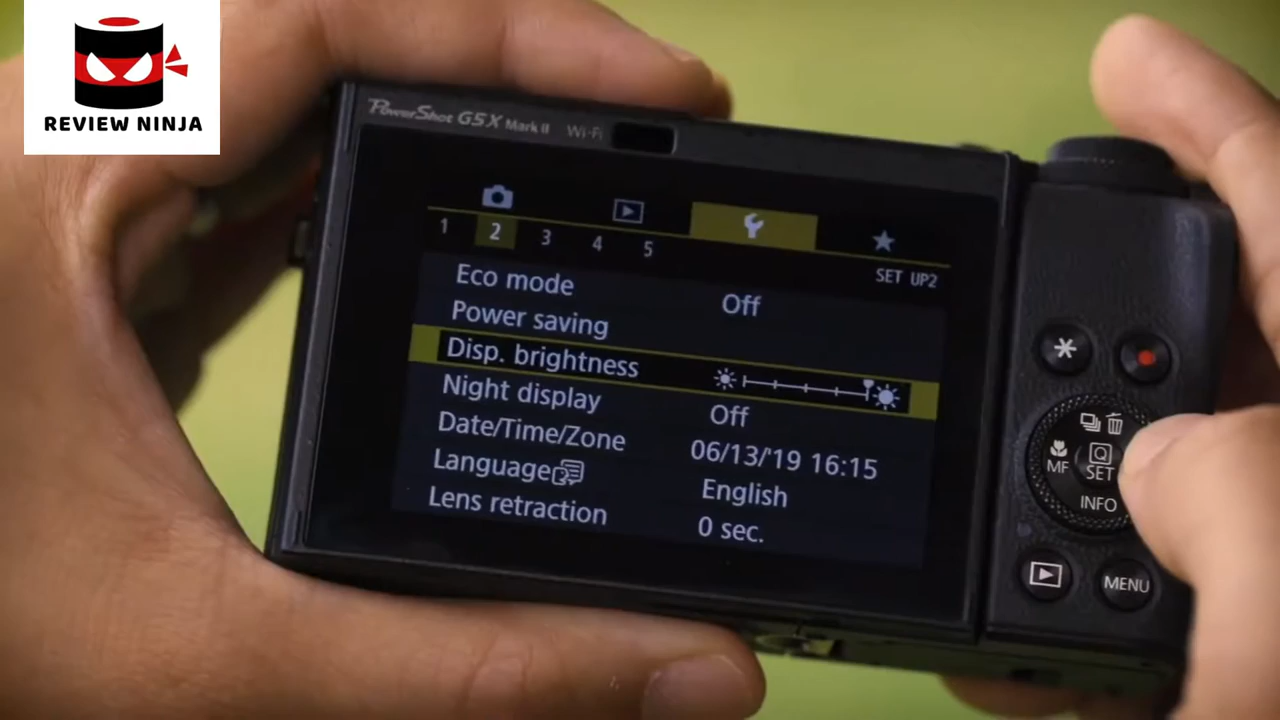 REVIEW NINJA
PowerShot G5X Mark II Wi-Fi
1 2 3 4 5
SET UP2
Eco mode Off
Power saving
Disp. brightness
Night display Off
Date/Time/Zone 06/13/'19 16:15
Language English
Lens retraction 0 sec.
MF
Q
SET
INFO
MENU